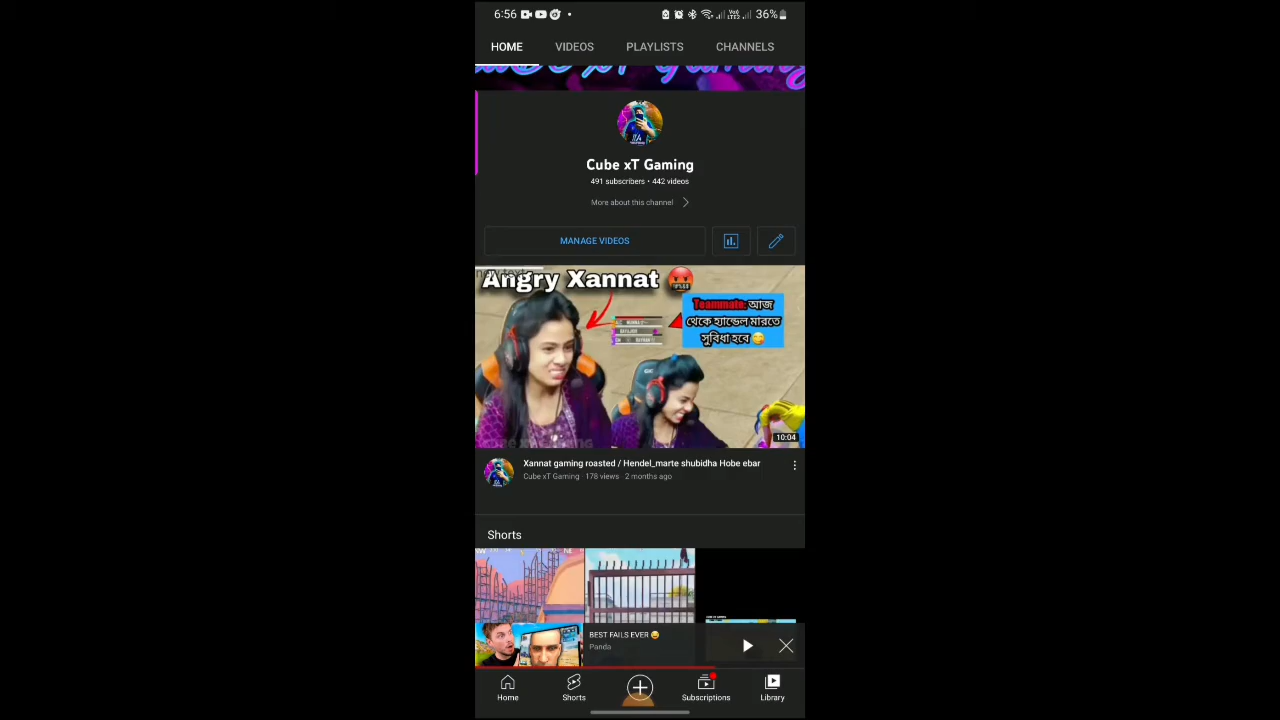 6:56
36%
HOME VIDEOS PLAYLISTS CHANNELS
Cube xT Gaming
491 subscribers • 442 videos
More about this channel
MANAGE VIDEOS
Angry Xannat
Teammate: আজ
থেকে হ্যান্ডেল মারতে
সুবিধা হবে
10:04
Xannat gaming roasted / Hendel_marte shubidha Hobe ebar
Cube xT Gaming 178 views 2 months ago
Shorts
BEST FAILS EVER
Panda
Home Shorts Subscriptions Library